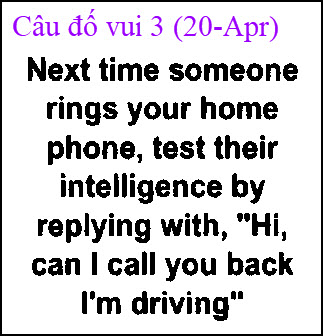 Câu đố vui 3 (20-Apr)
Next time someone
rings your home
phone, test their
intelligence by
replying with, "Hi,
can I call you back
I'm driving"